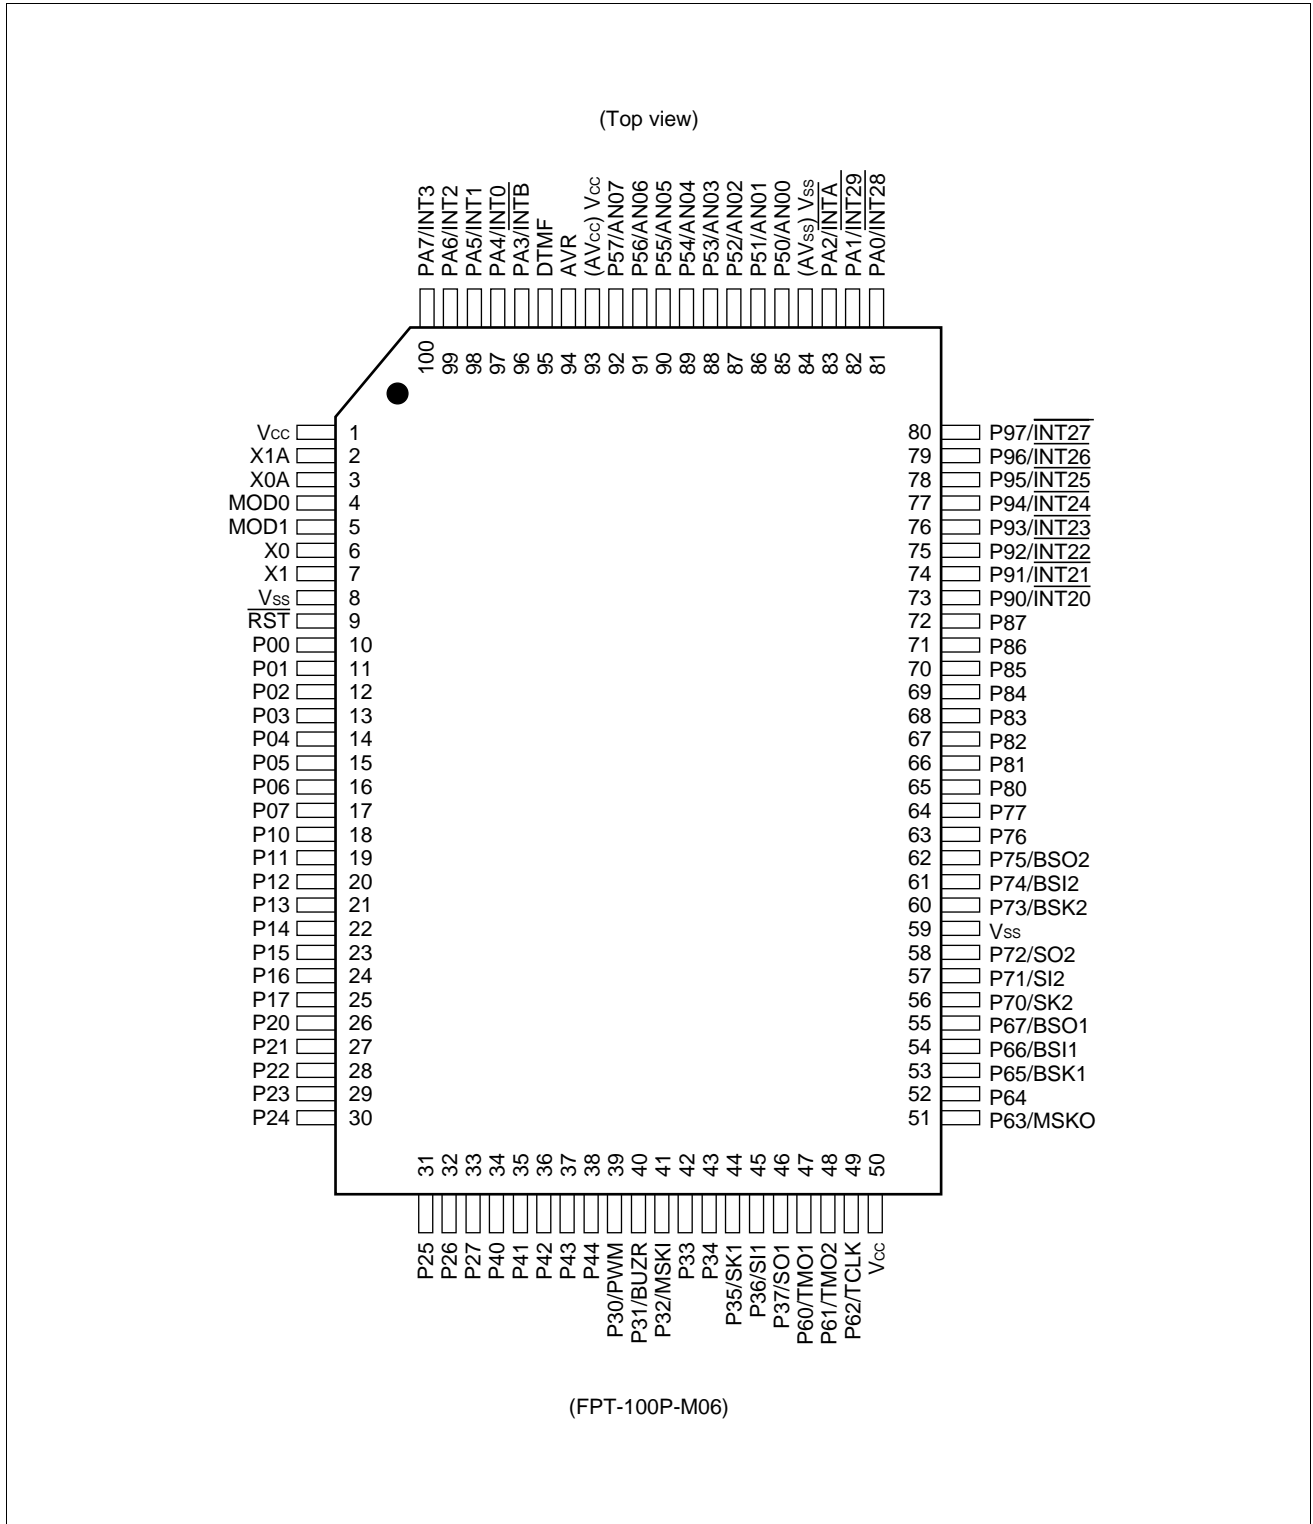 (Top view)
PA7/INT3
PA6/INT2
PA5/INT1
PA4/INT0
PA3/INTB
DTMF
AVR
(AVcc) Vcc
P57/AN07
P56/AN06
P55/AN05
P54/AN04
P53/AN03
P52/AN02
P51/AN01
P50/AN00
(AVss) Vss
PA2/INTA
PA1/INT29
PA0/INT28
100
99
98
97
96
95
94
93
92
91
90
89
88
87
86
85
84
83
82
81
Vcc 1
X1A 2
X0A 3
MOD0 4
MOD1 5
X0 6
X1 7
Vss 8
RST 9
P00 10
P01 11
P02 12
P03 13
P04 14
P05 15
P06 16
P07 17
P10 18
P11 19
P12 20
P13 21
P14 22
P15 23
P16 24
P17 25
P20 26
P21 27
P22 28
P23 29
P24 30
80 P97/INT27
79 P96/INT26
78 P95/INT25
77 P94/INT24
76 P93/INT23
75 P92/INT22
74 P91/INT21
73 P90/INT20
72 P87
71 P86
70 P85
69 P84
68 P83
67 P82
66 P81
65 P80
64 P77
63 P76
62 P75/BSO2
61 P74/BSI2
60 P73/BSK2
59 Vss
58 P72/SO2
57 P71/SI2
56 P70/SK2
55 P67/BSO1
54 P66/BSI1
53 P65/BSK1
52 P64
51 P63/MSKO
31
32
33
34
35
36
37
38
39
40
41
42
43
44
45
46
47
48
49
50
P25
P26
P27
P40
P41
P42
P43
P44
P30/PWM
P31/BUZR
P32/MSKI
P33
P34
P35/SK1
P36/SI1
P37/SO1
P60/TMO1
P61/TMO2
P62/TCLK
Vcc
(FPT-100P-M06)